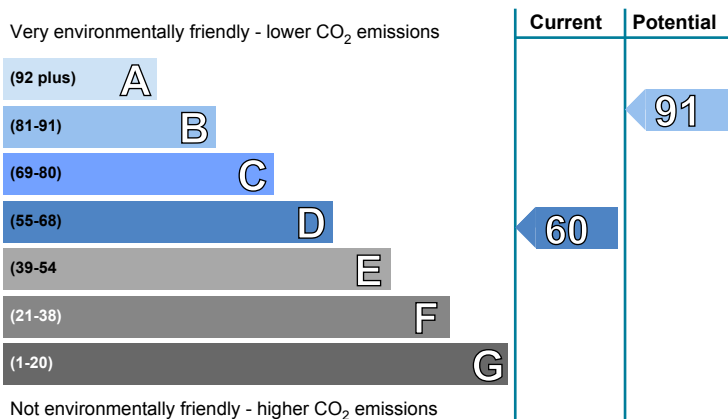 Very environmentally friendly - lower CO₂ emissions
Current
Potential
(92 plus) A
(81-91) B
91
(69-80) C
(55-68) D
60
(39-54 E
(21-38) F
(1-20) G
Not environmentally friendly - higher CO₂ emissions